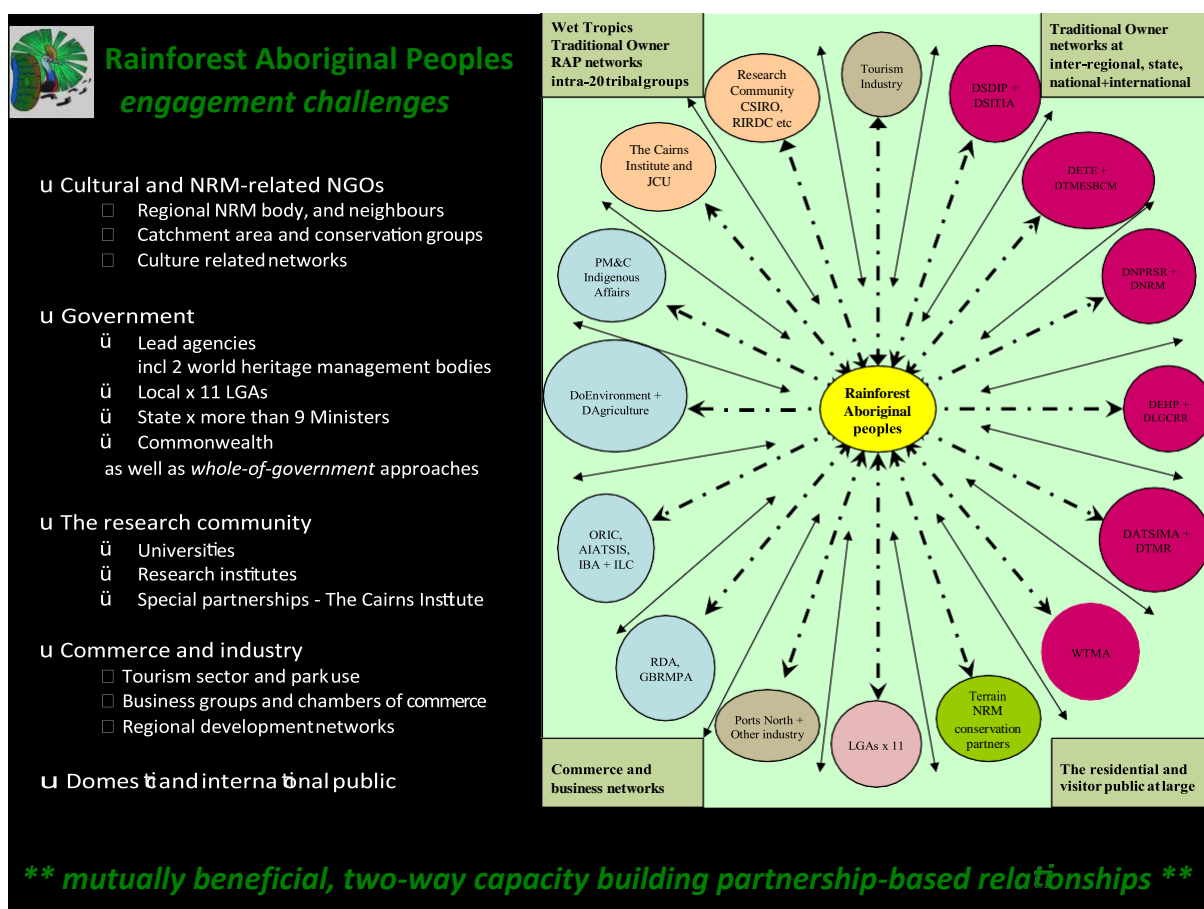 Rainforest Aboriginal Peoples
engagement challenges
u Cultural and NRM-related NGOs
□ Regional NRM body, and neighbours
□ Catchment area and conservation groups
□ Culture related networks
u Government
ü Lead agencies
incl 2 world heritage management bodies
ü Local x 11 LGAs
ü State x more than 9 Ministers
ü Commonwealth
as well as whole-of-government approaches
u The research community
ü Universities
ü Research institutes
ü Special partnerships - The Cairns Institute
u Commerce and industry
□ Tourism sector and park use
□ Business groups and chambers of commerce
□ Regional development networks
u Domestic and international public
Wet Tropics
Traditional Owner
RAP networks
intra-20 tribal groups
Research
Community
CSIRO,
RIRDC etc
Tourism
Industry
DSDIP +
DSITIA
Traditional Owner
networks at
inter-regional, state,
national+international
The Cairns
Institute and
JCU
DETE +
DTMESBCM
PM&C
Indigenous
Affairs
DNPRSR +
DNRM
DoEnvironment +
DAgriculture
Rainforest
Aboriginal
peoples
DEHP +
DLGCRR
ORIC,
AIATSIS,
IBA + ILC
DATSIMA +
DTMR
RDA,
GBRMPA
WTMA
Ports North +
Other industry
LGAs x 11
Terrain
NRM
conservation
partners
Commerce and
business networks
The residential and
visitor public at large
** mutually beneficial, two-way capacity building partnership-based relationships **